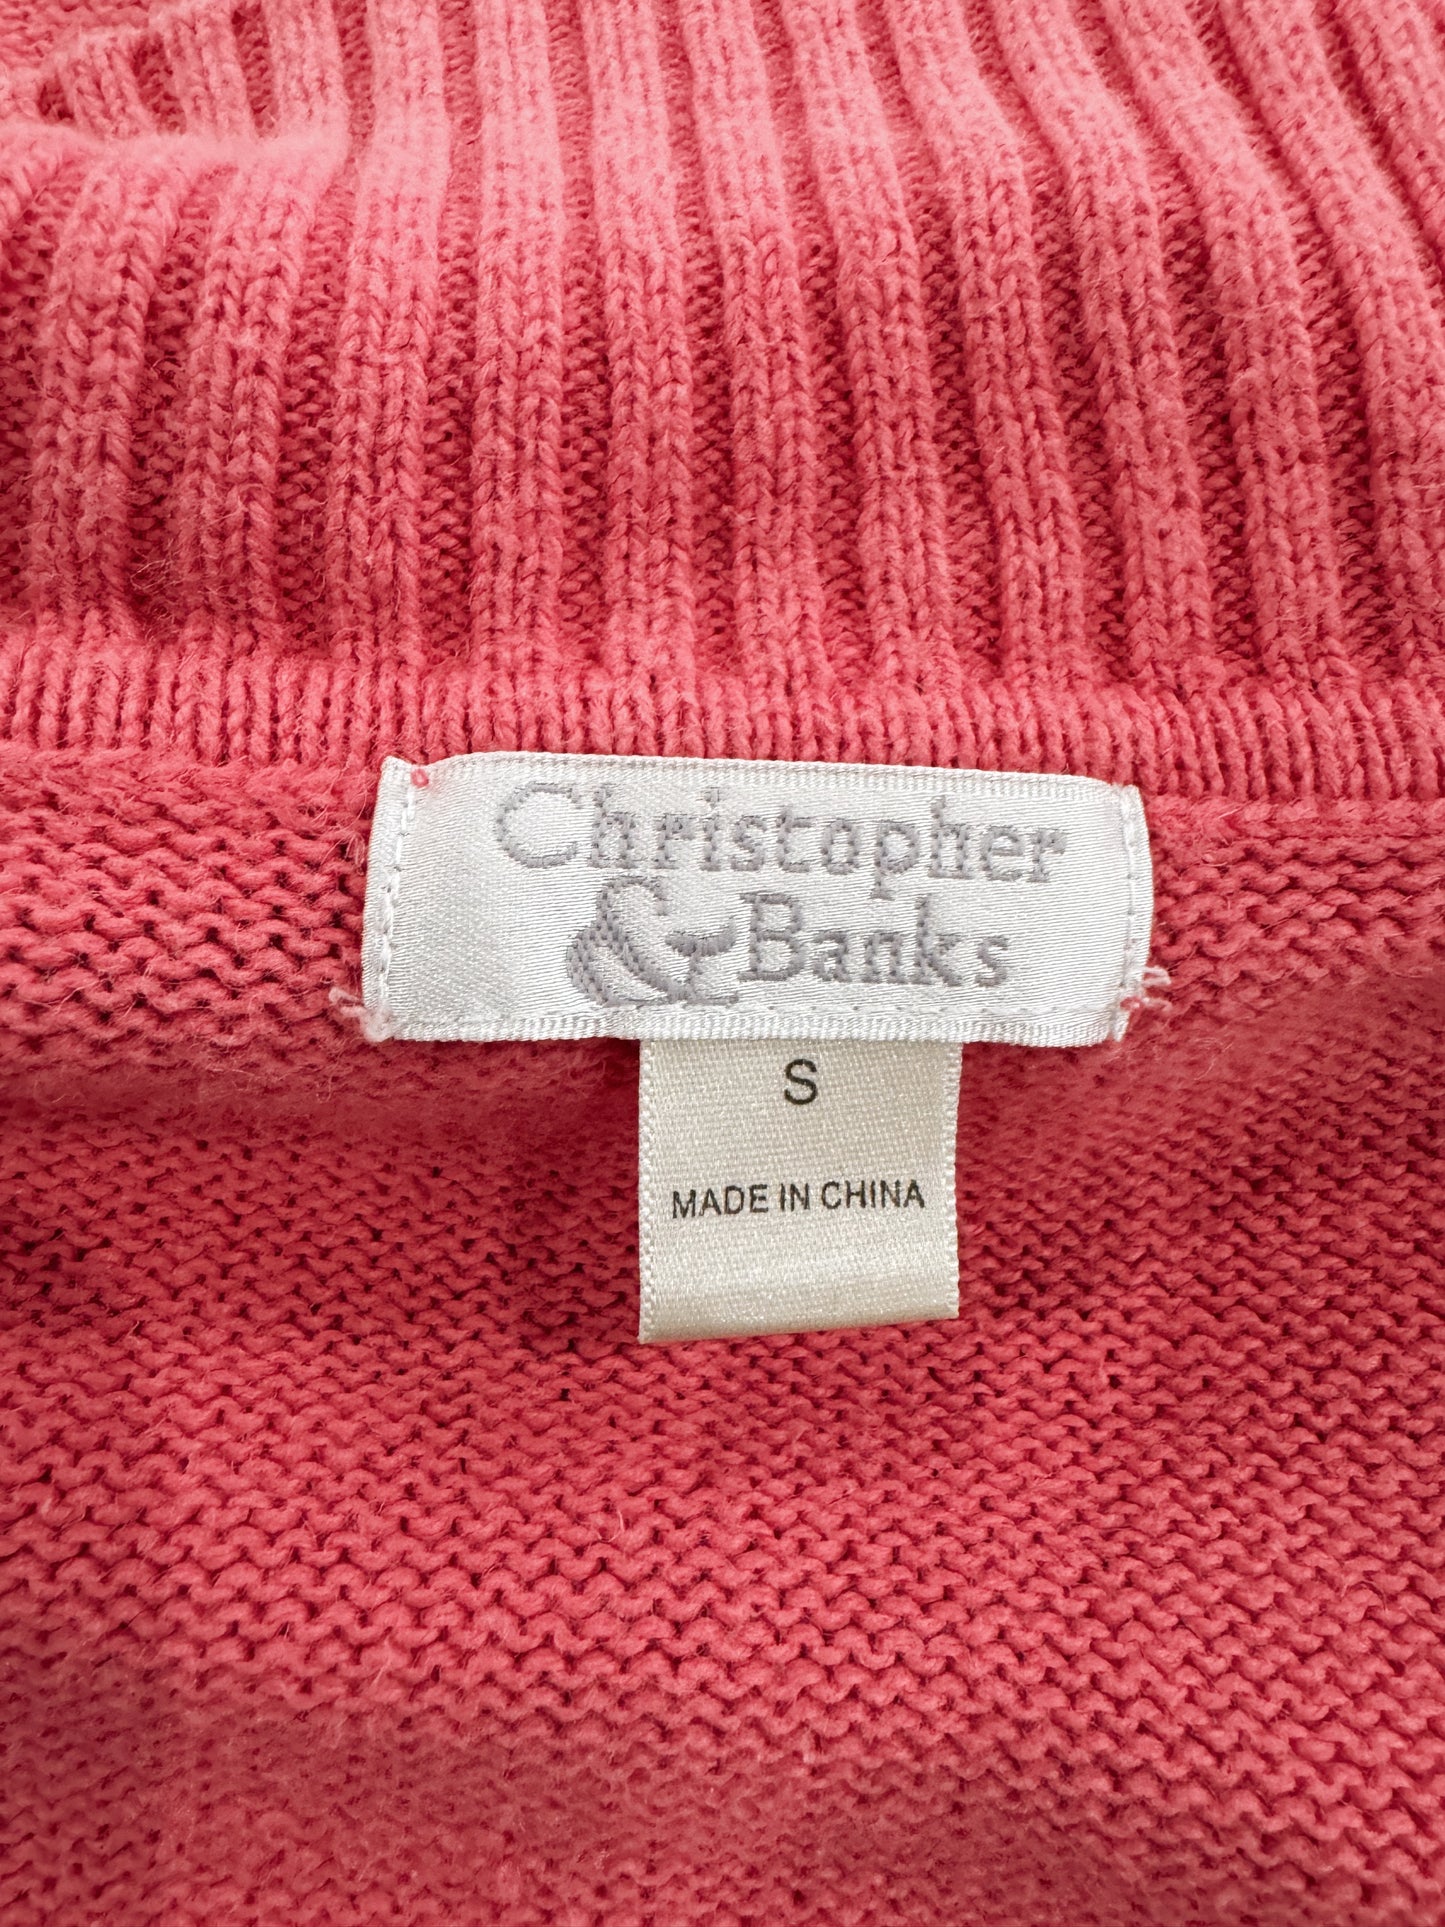 Christopher
& Banks
S
MADE IN CHINA